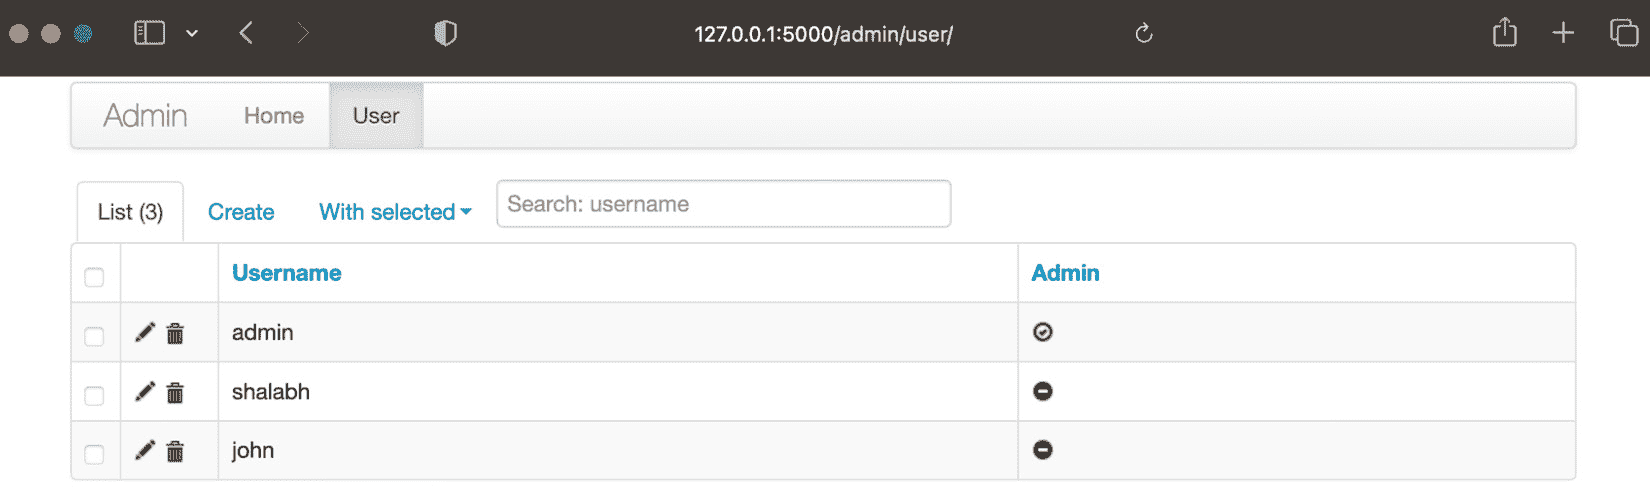 127.0.0.1:5000/admin/user/
Admin Home User
List (3) Create With selected Search: username
Username Admin
admin
shalabh
john